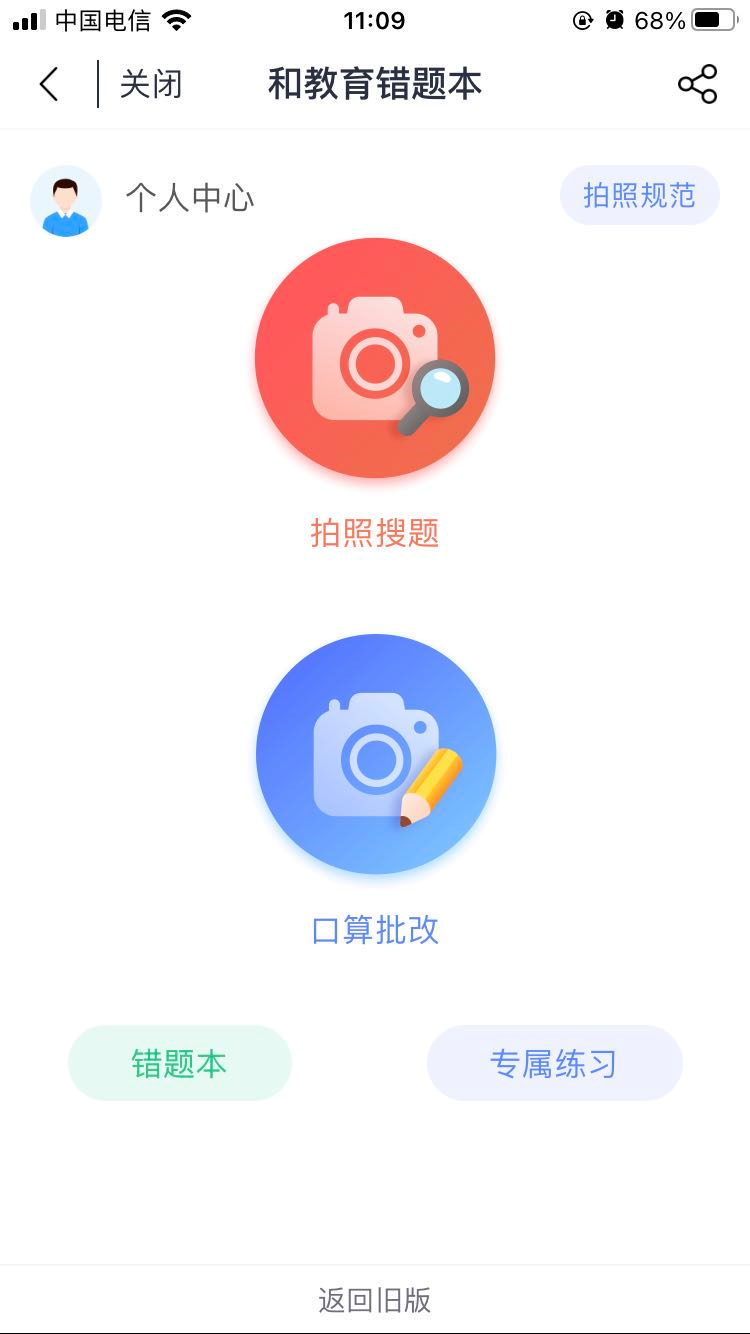 中国电信 11:09 68%
关闭 和教育错题本
个人中心 拍照规范
拍照搜题
口算批改
错题本 专属练习
返回旧版